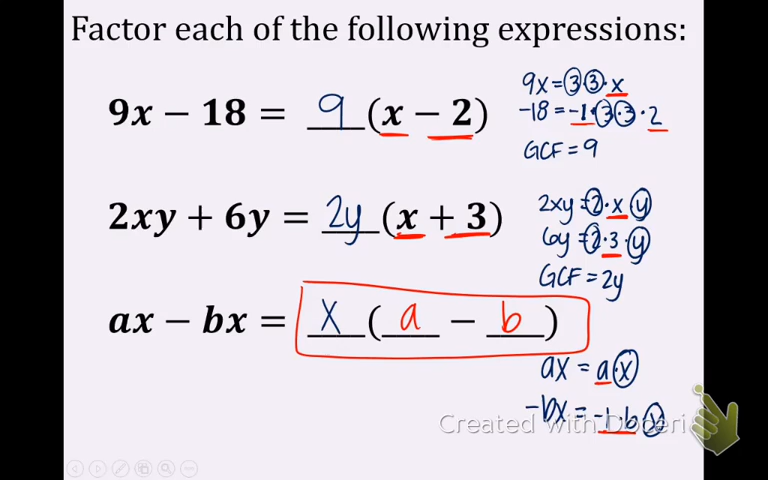 Factor each of the following expressions:
9x − 18 = 9(x − 2)
9x = 3·3·x
-18 = -1·3·3·2
GCF = 9
2xy + 6y = 2y(x + 3)
2xy = 2·x·y
6y = 2·3·y
GCF = 2y
ax − bx = x(a − b)
ax = a·x
-bx = -1·b·x
Created with Doceri